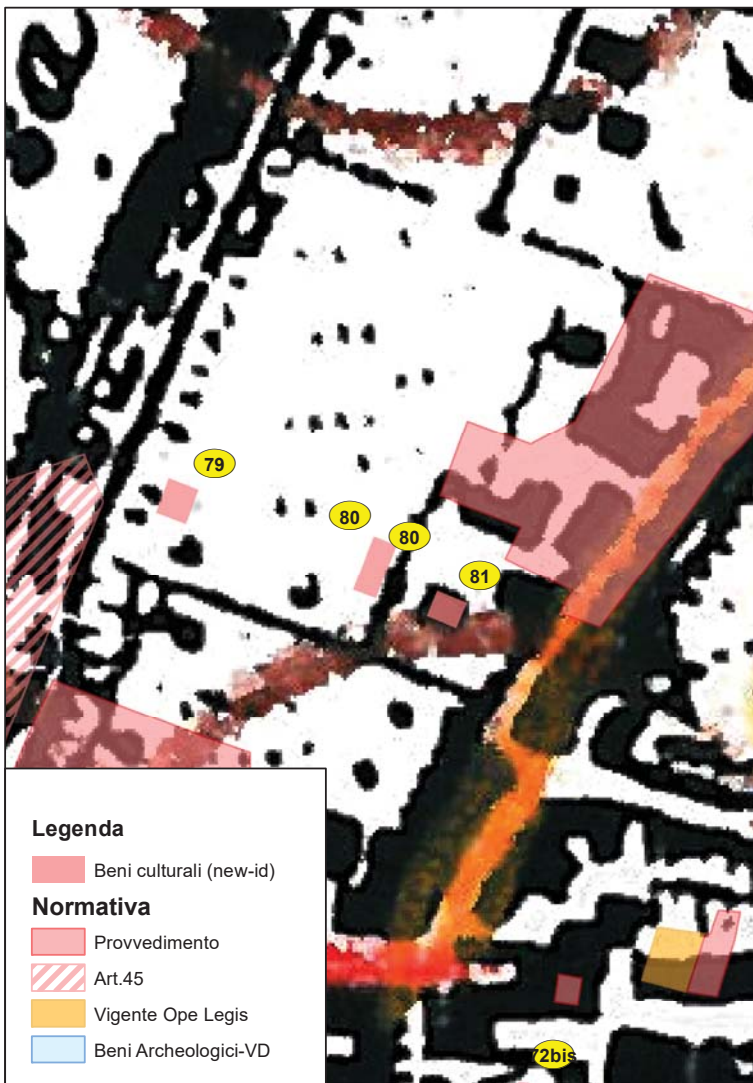 79
80
80
81
Legenda
Beni culturali (new-id)
Normativa
Provvedimento
Art.45
Vigente Ope Legis
Beni Archeologici-VD
72bis